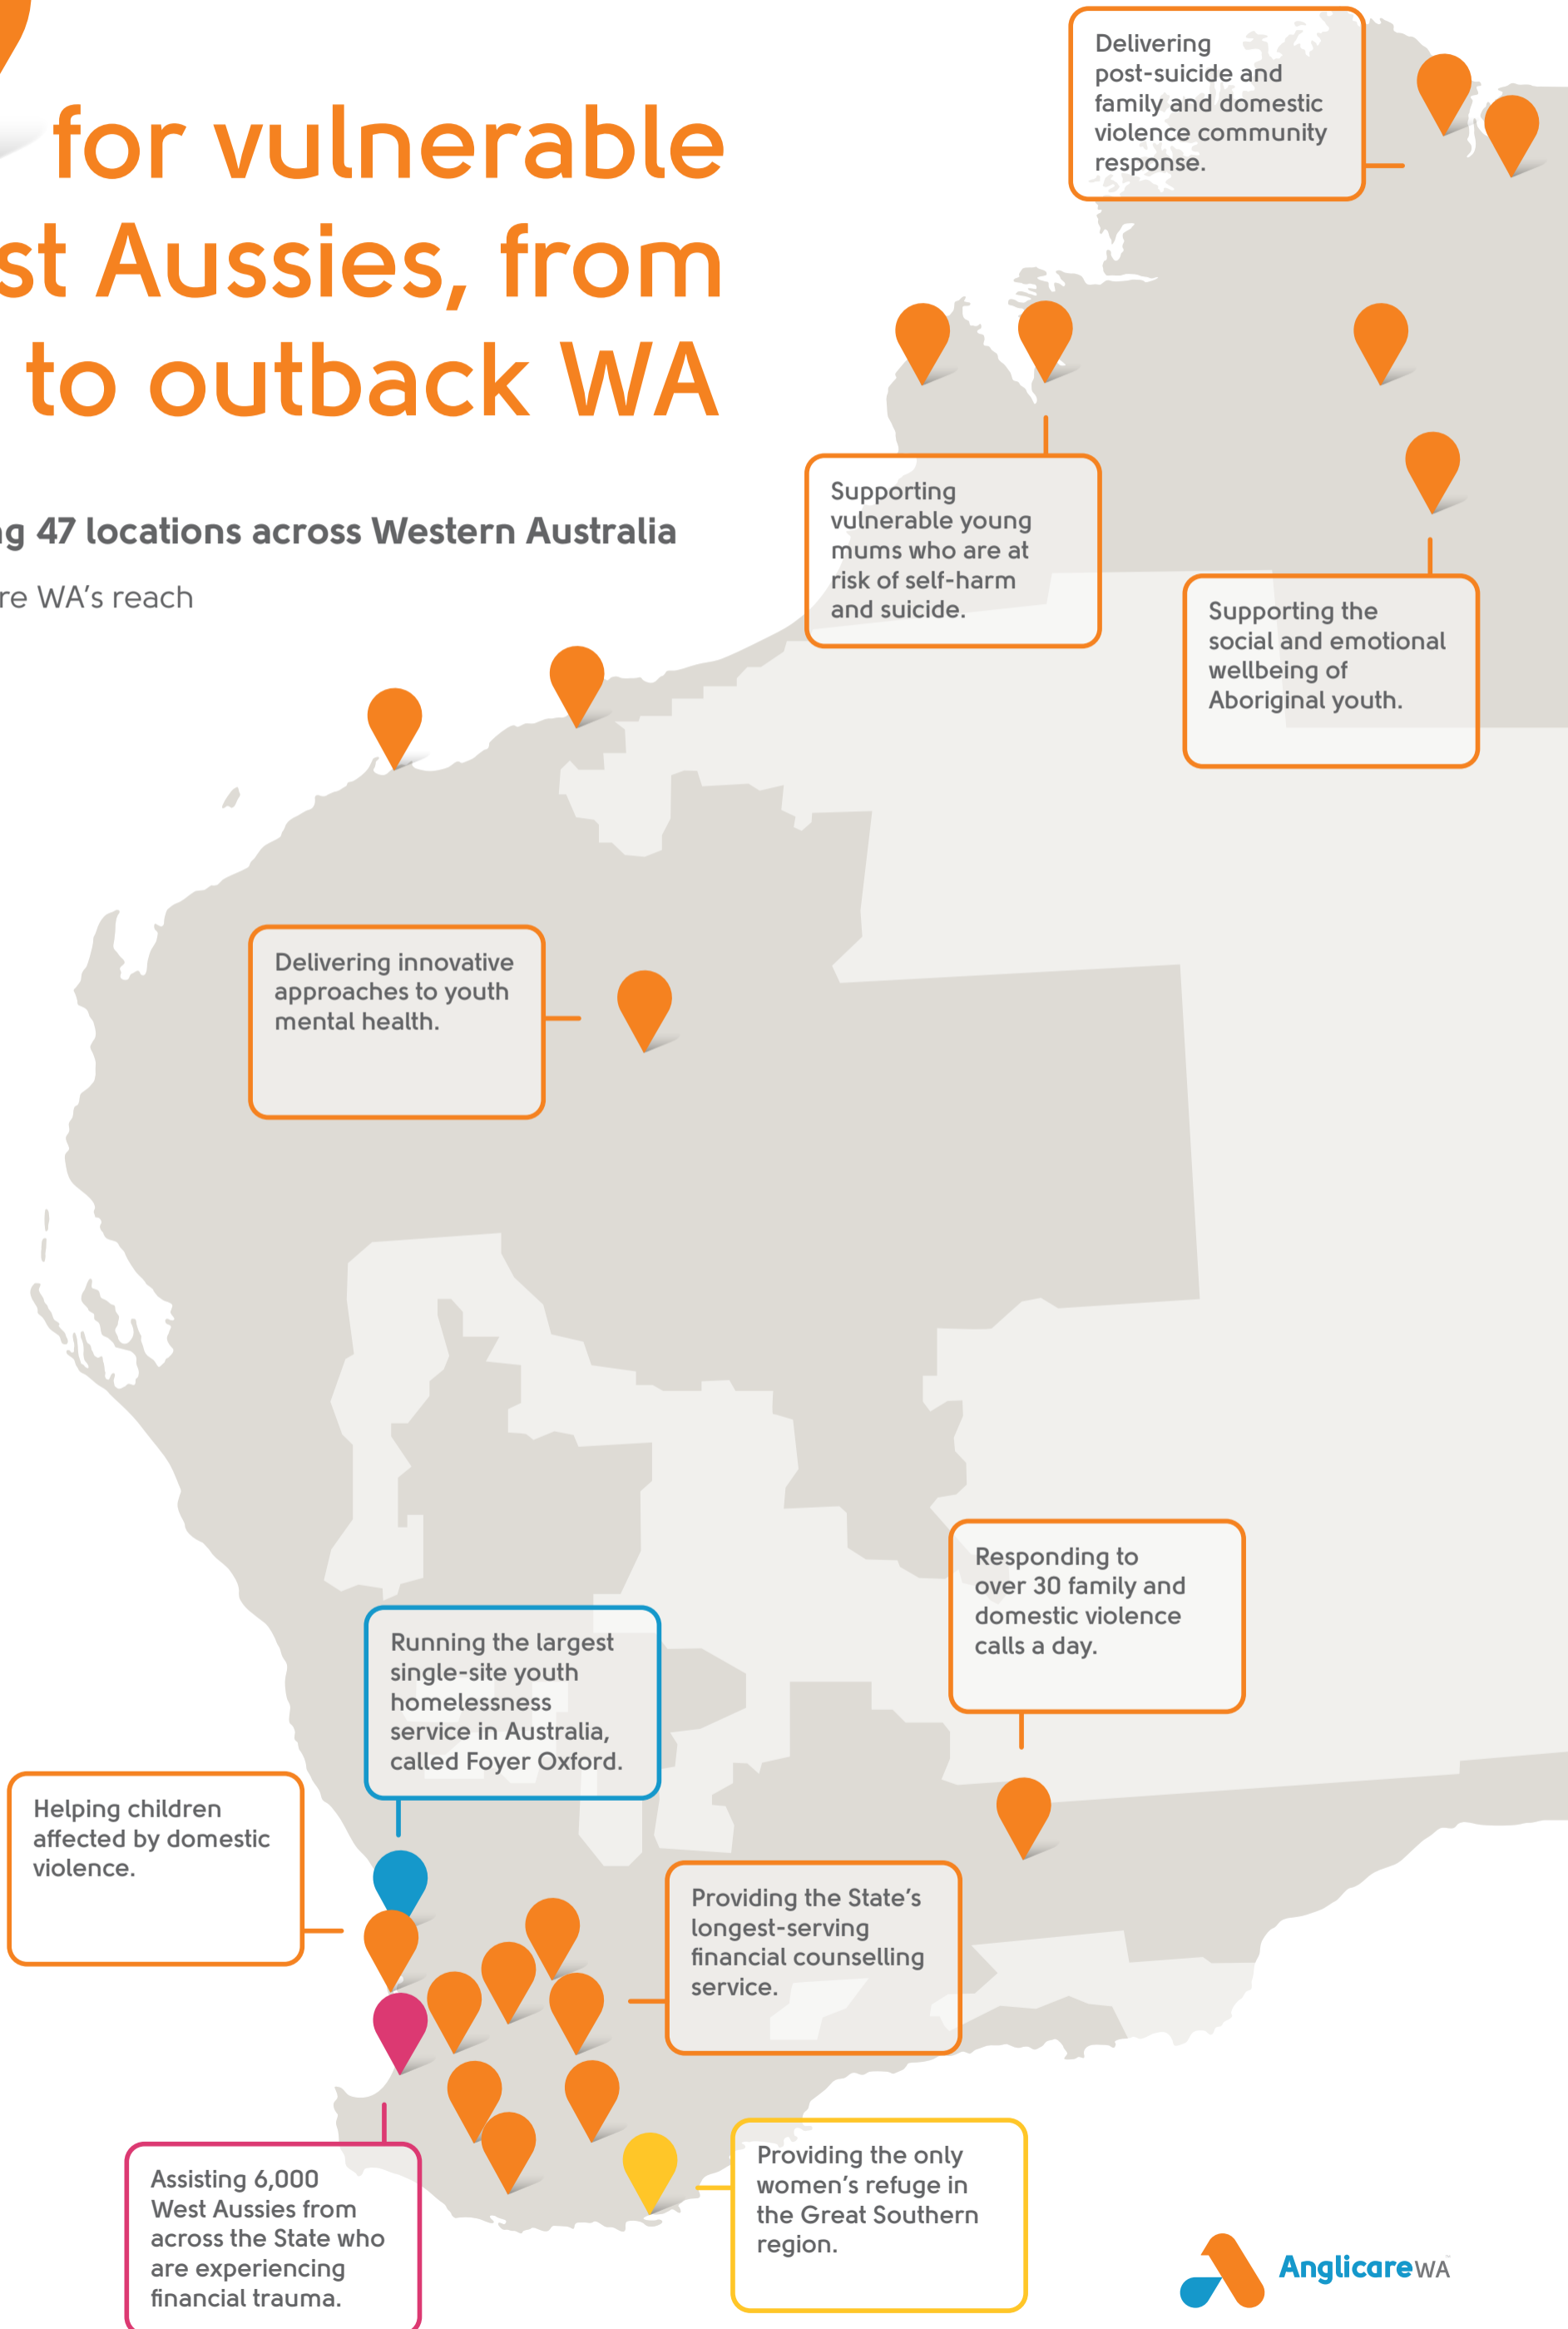 for vulnerable
st Aussies, from
to outback WA
g 47 locations across Western Australia
re WA's reach
Delivering
post-suicide and
family and domestic
violence community
response.
Supporting
vulnerable young
mums who are at
risk of self-harm
and suicide.
Supporting the
social and emotional
wellbeing of
Aboriginal youth.
Delivering innovative
approaches to youth
mental health.
Responding to
over 30 family and
domestic violence
calls a day.
Running the largest
single-site youth
homelessness
service in Australia,
called Foyer Oxford.
Helping children
affected by domestic
violence.
Providing the State's
longest-serving
financial counselling
service.
Assisting 6,000
West Aussies from
across the State who
are experiencing
financial trauma.
Providing the only
women's refuge in
the Great Southern
region.
Anglicare WA